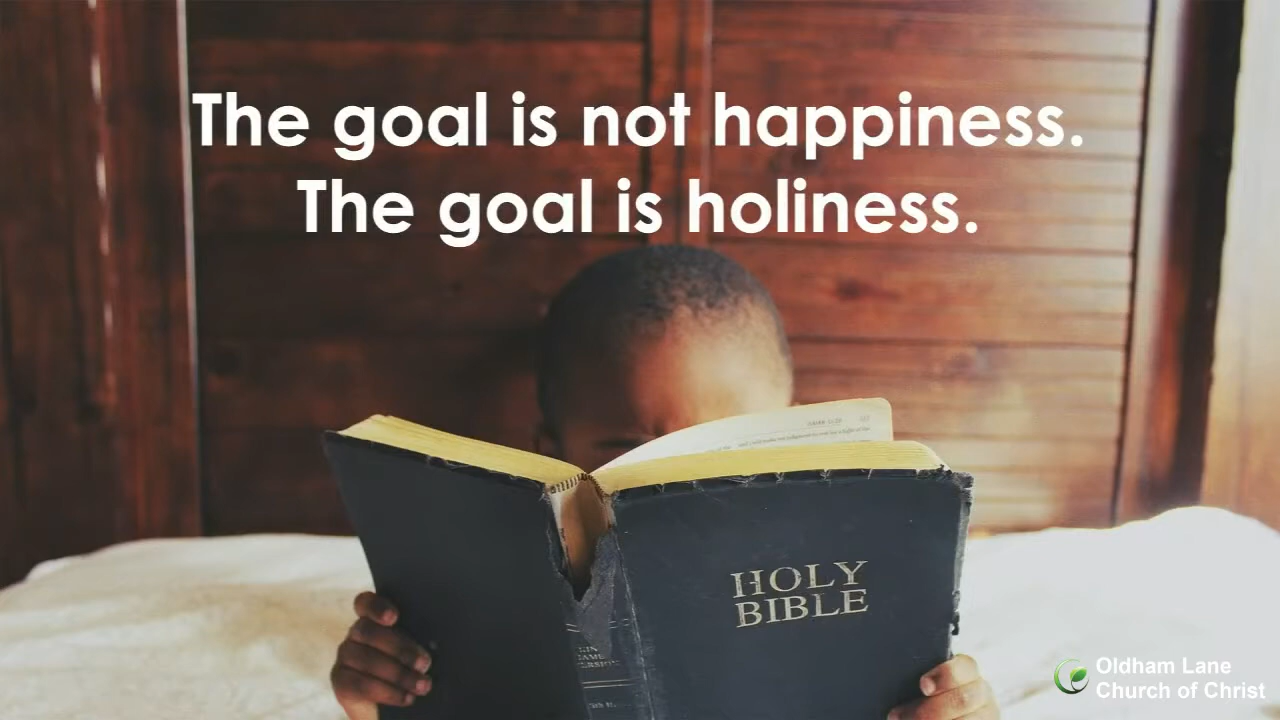 The goal is not happiness.
The goal is holiness.
HOLY
BIBLE
Oldham Lane
Church of Christ